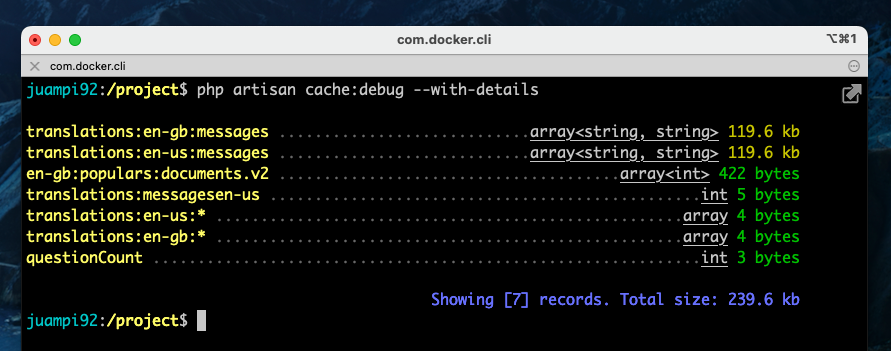 com.docker.cli
⌥⌘1
com.docker.cli
juampi92:/project$ php artisan cache:debug --with-details
translations:en-gb:messages ............................ array<string, string> 119.6 kb
translations:en-us:messages ............................ array<string, string> 119.6 kb
en-gb:populars:documents.v2 ...................................... array<int> 422 bytes
translations:messagesen-us ................................................ int 5 bytes
translations:en-us:* .................................................... array 4 bytes
translations:en-gb:* .................................................... array 4 bytes
questionCount ............................................................. int 3 bytes
Showing [7] records. Total size: 239.6 kb
juampi92:/project$